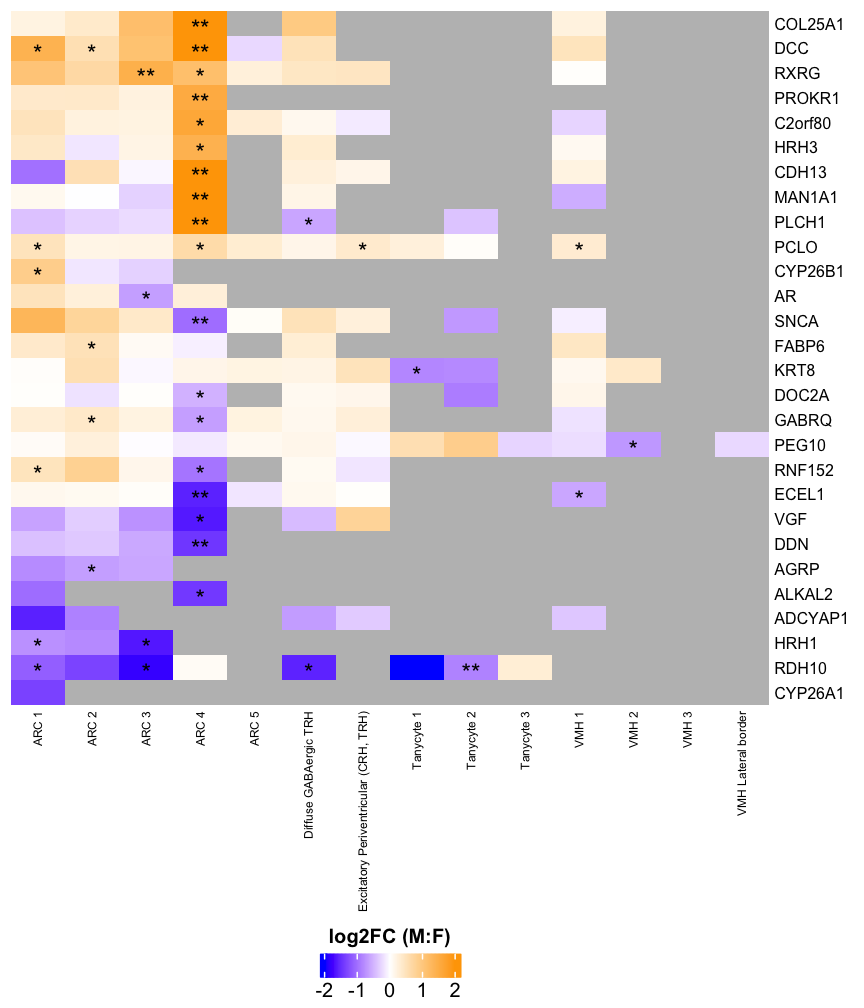 ** COL25A1
* * ** DCC
** * RXRG
** PROKR1
* C2orf80
* HRH3
** CDH13
** MAN1A1
** * PLCH1
* * * * PCLO
* CYP26B1
* AR
** SNCA
* FABP6
* KRT8
* DOC2A
* * GABRQ
* PEG10
* * RNF152
** * ECEL1
* VGF
** DDN
* AGRP
* ALKAL2
ADCYAP1
* * HRH1
* * * ** RDH10
CYP26A1
ARC 1
ARC 2
ARC 3
ARC 4
ARC 5
Diffuse GABAergic TRH
Excitatory Periventricular (CRH, TRH)
Tanycyte 1
Tanycyte 2
Tanycyte 3
VMH 1
VMH 2
VMH 3
VMH Lateral border
log2FC (M:F)
-2 -1 0 1 2